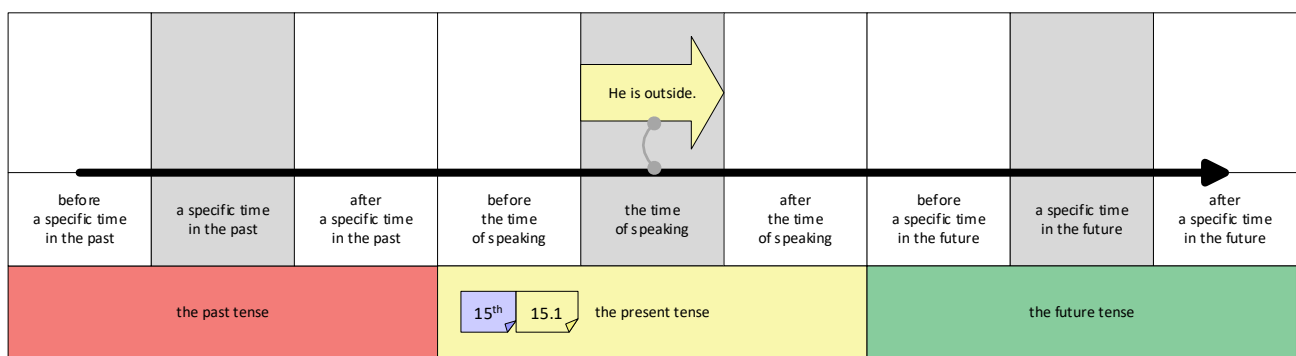 He is outside.
before
a specific time
in the past
a specific time
in the past
after
a specific time
in the past
before
the time
of speaking
the time
of speaking
after
the time
of speaking
before
a specific time
in the future
a specific time
in the future
after
a specific time
in the future
the past tense
15th
15.1
the present tense
the future tense